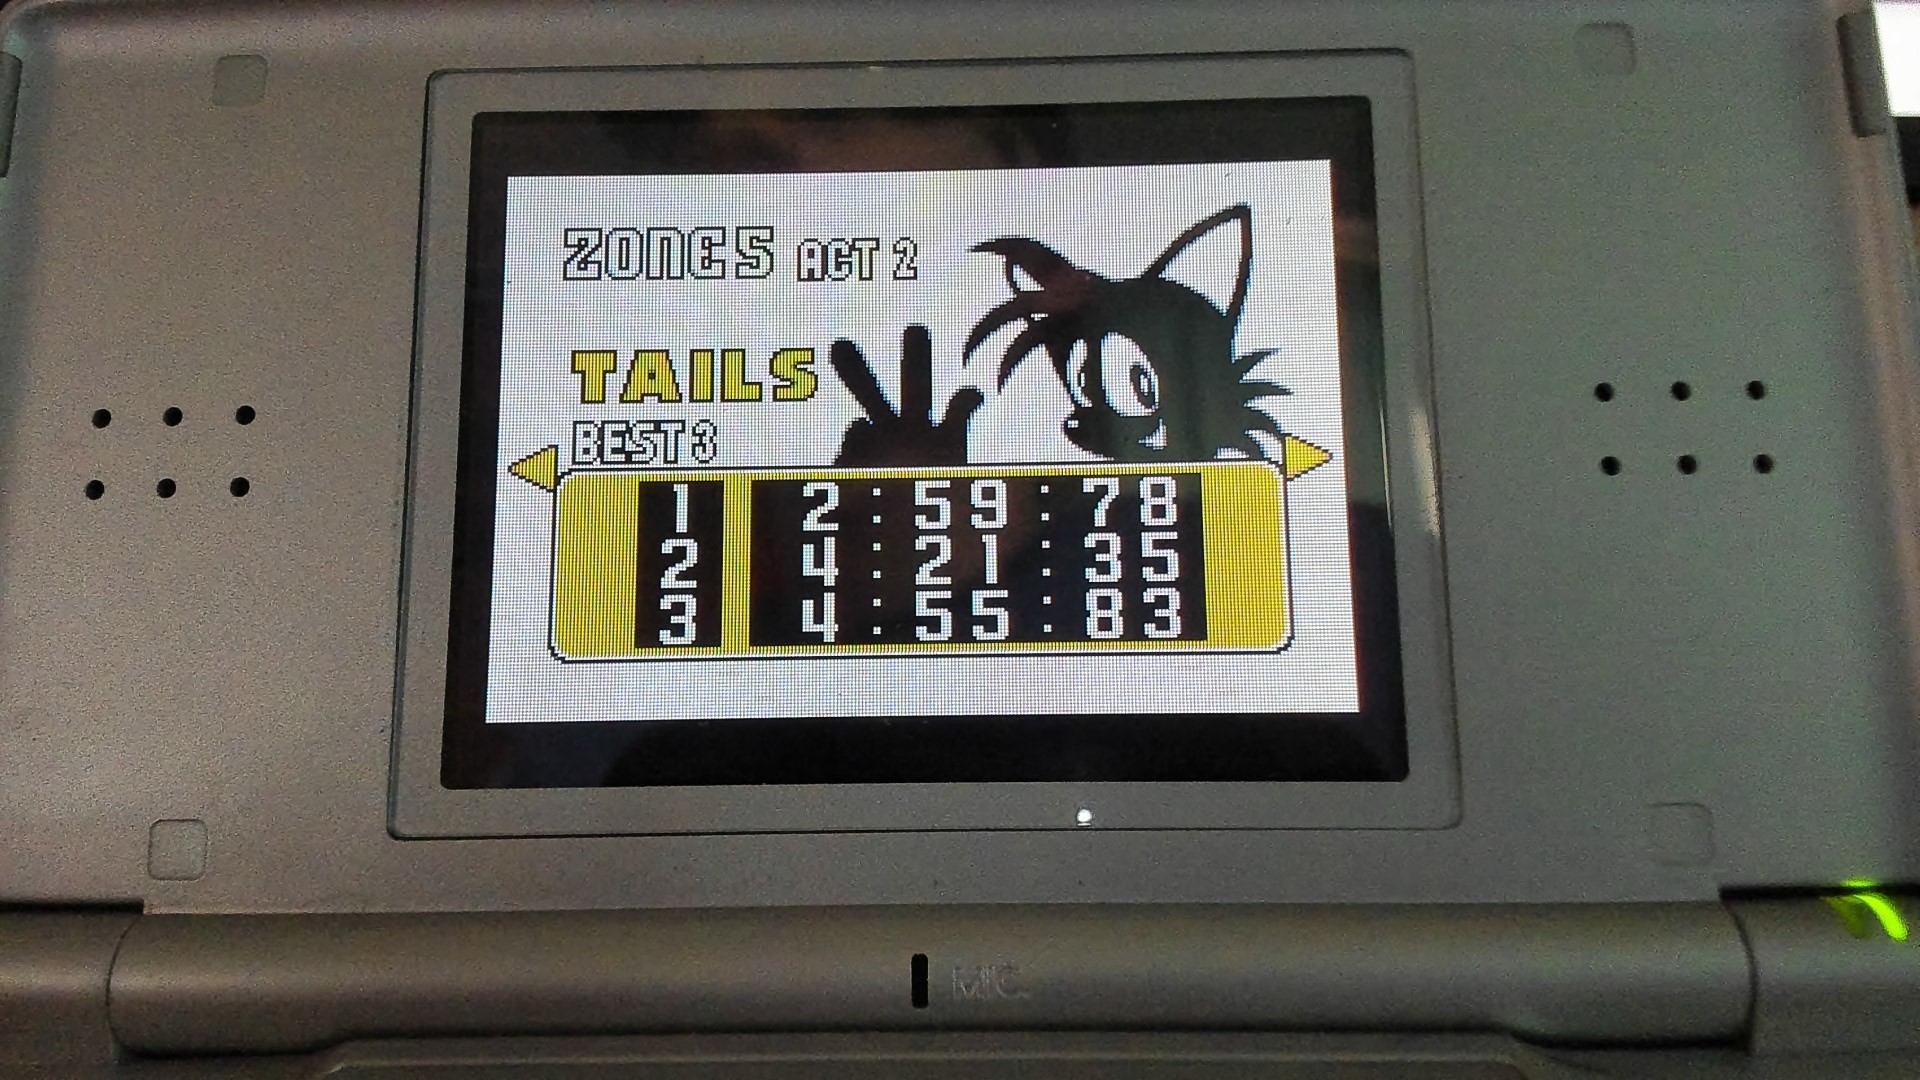 ZONE 5 ACT 2
TAILS
BEST 3
1 2:59:78
2 4:21:35
3 4:55:83
MIC.